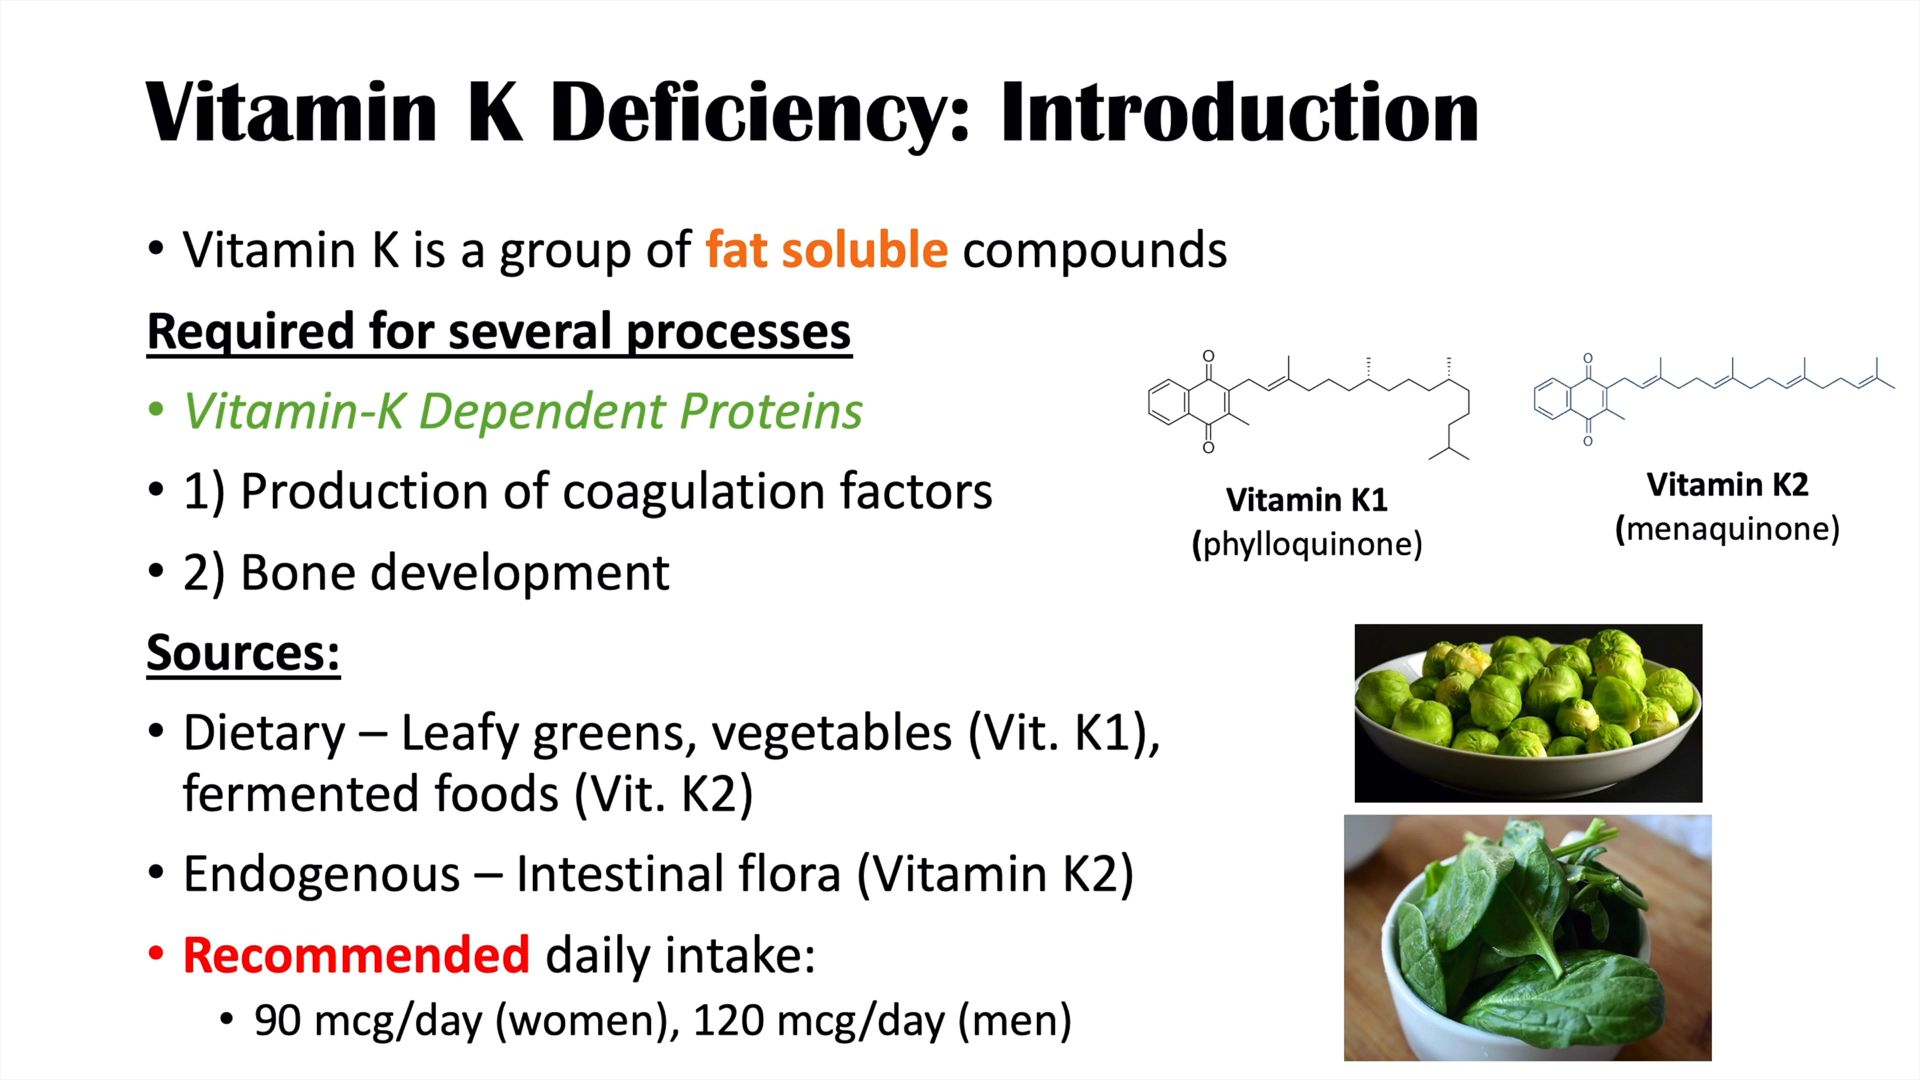 Vitamin K Deficiency: Introduction
• Vitamin K is a group of fat soluble compounds
Required for several processes
• Vitamin-K Dependent Proteins
• 1) Production of coagulation factors
• 2) Bone development
Sources:
• Dietary – Leafy greens, vegetables (Vit. K1),
fermented foods (Vit. K2)
• Endogenous – Intestinal flora (Vitamin K2)
• Recommended daily intake:
• 90 mcg/day (women), 120 mcg/day (men)
O
O
Vitamin K1
(phylloquinone)
O
O
Vitamin K2
(menaquinone)